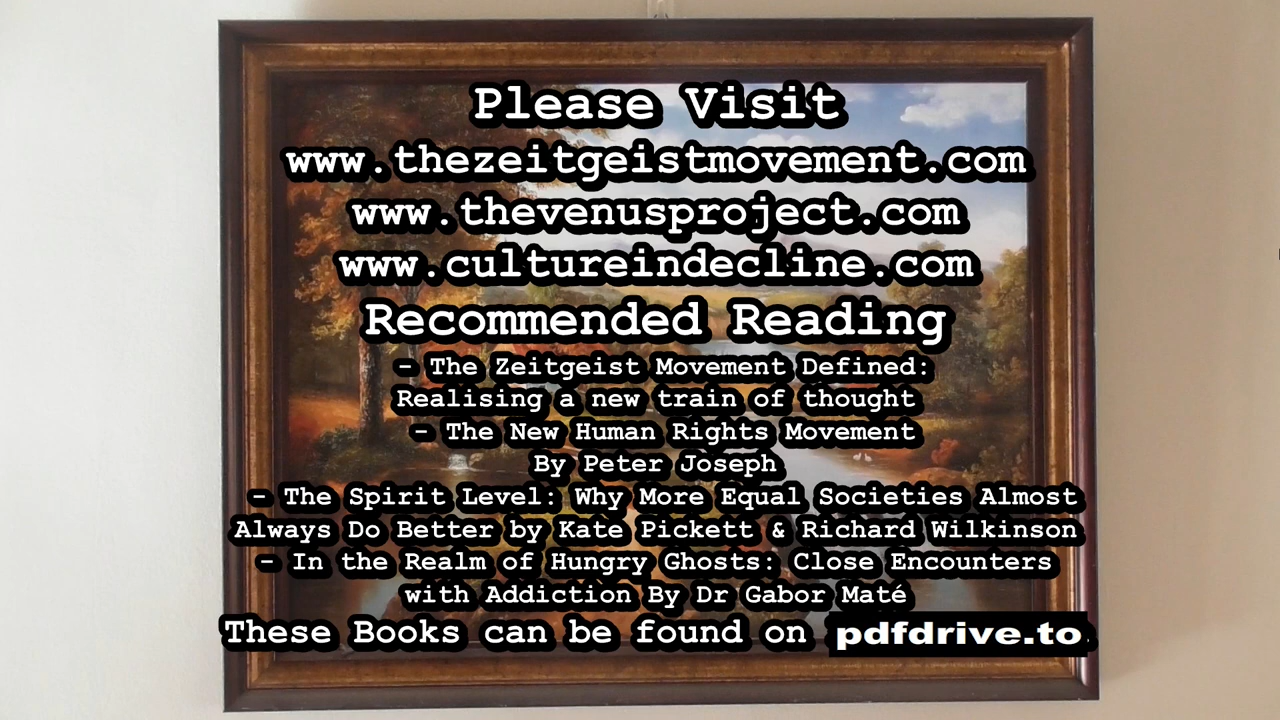 Please Visit
www.thezeitgeistmovement.com
www.thevenusproject.com
www.cultureindecline.com
Recommended Reading
- The Zeitgeist Movement Defined:
Realising a new train of thought
- The New Human Rights Movement
By Peter Joseph
- The Spirit Level: Why More Equal Societies Almost
Always Do Better by Kate Pickett & Richard Wilkinson
- In the Realm of Hungry Ghosts: Close Encounters
with Addiction By Dr Gabor Maté
These Books can be found on pdfdrive.to